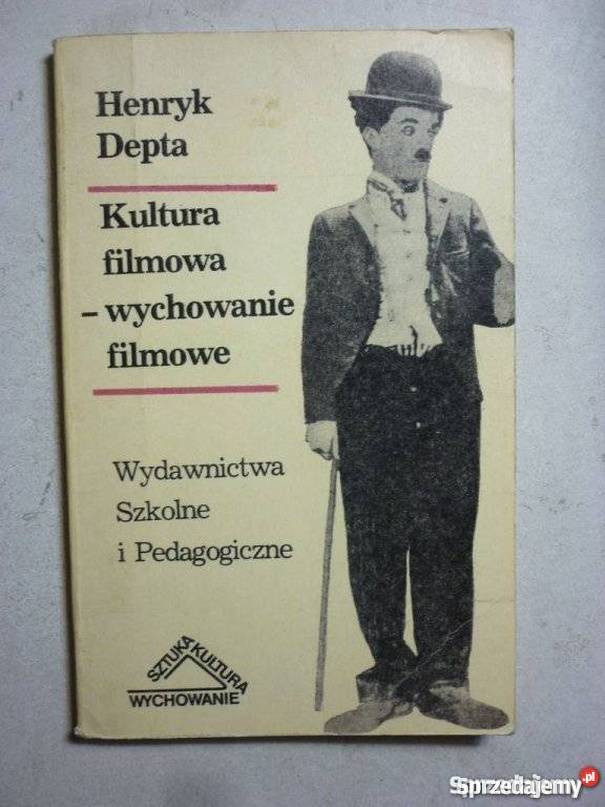 Henryk
Depta
Kultura
filmowa
– wychowanie
filmowe
Wydawnictwa
Szkolne
i Pedagogiczne
SZTUKA KULTURA
WYCHOWANIE
Sprzedajemy.pl